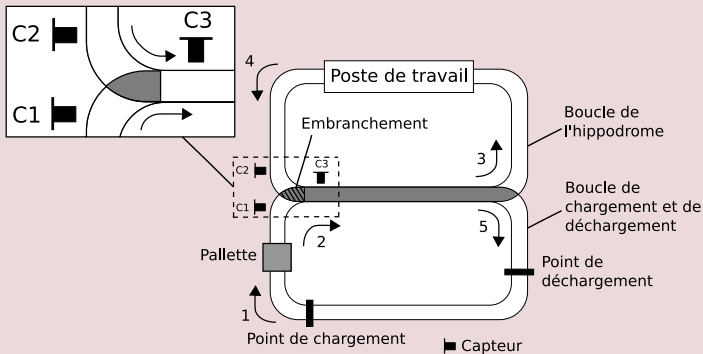 C3
C2
C1
4
Poste de travail
Embranchement
Boucle de
l'hippodrome
3
C3
C2
C1
Boucle de
chargement et de
déchargement
2
5
Pallette
Point de
déchargement
1
Point de chargement
Capteur